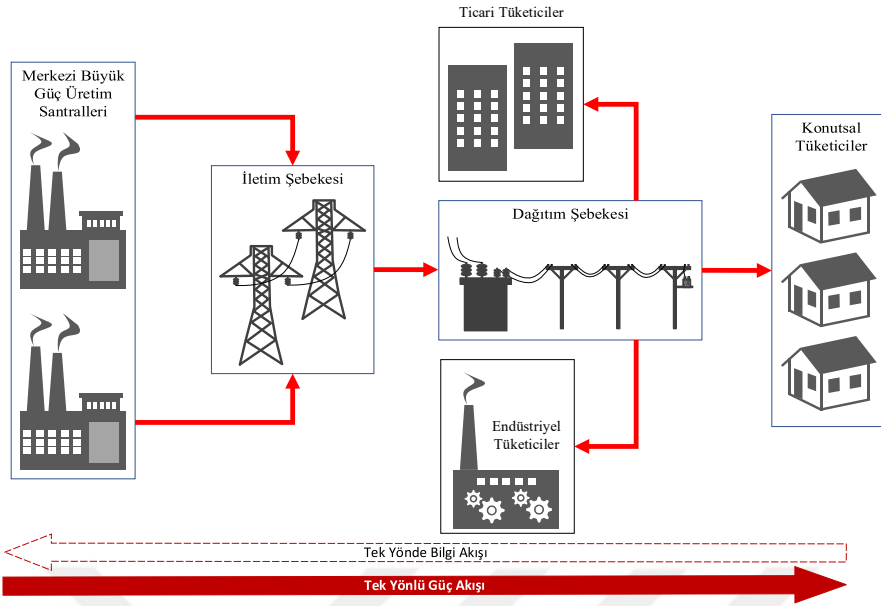 Ticari Tüketiciler
Merkezi Büyük
Güç Üretim
Santralleri
İletim Şebekesi
Dağıtım Şebekesi
Konutsal
Tüketiciler
Endüstriyel
Tüketiciler
Tek Yönde Bilgi Akışı
Tek Yönlü Güç Akışı